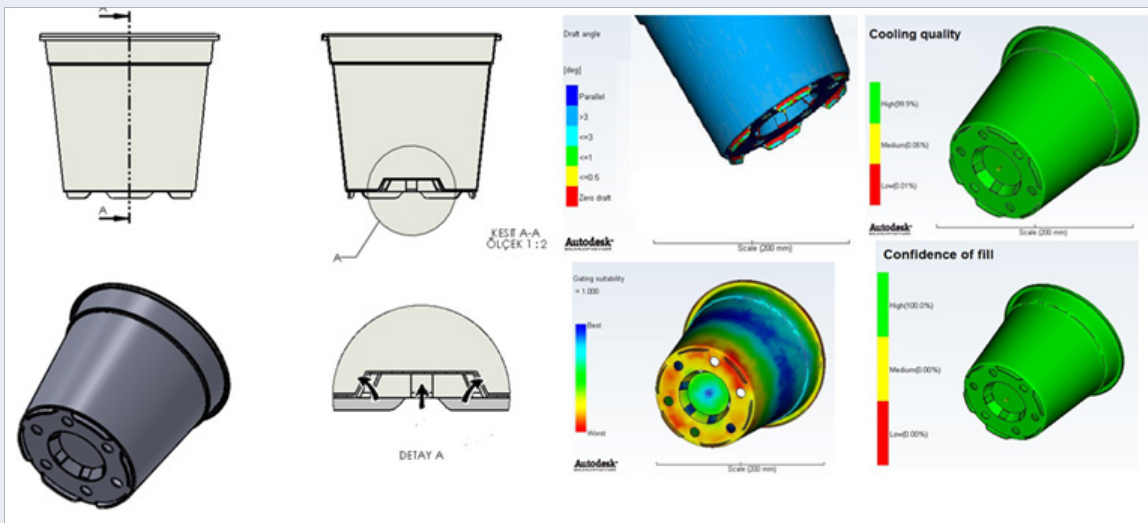 A
A
KESİT A-A
ÖLÇEK 1 : 2
A
DETAY A
Draft angle
[deg]
Parallel
>3
<=3
<=1
<=0.5
Zero draft
Autodesk
Scale (200 mm)
Cooling quality
High(99.9%)
Medium(0.05%)
Low(0.01%)
Autodesk
Scale (200 mm)
Gating suitability
= 1.000
Best
Worst
Autodesk
Scale (200 mm)
Confidence of fill
High(100.0%)
Medium(0.00%)
Low(0.00%)